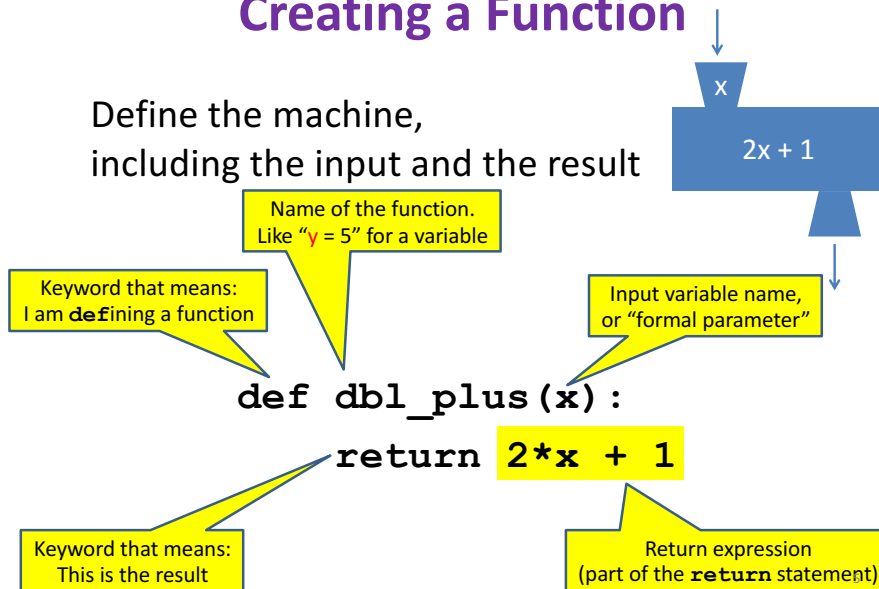 Creating a Function
x
Define the machine,
including the input and the result
2x + 1
Name of the function.
Like “y = 5” for a variable
Keyword that means:
I am defining a function
Input variable name,
or “formal parameter”
def dbl_plus(x):
return 2*x + 1
Keyword that means:
This is the result
Return expression
(part of the return statement)